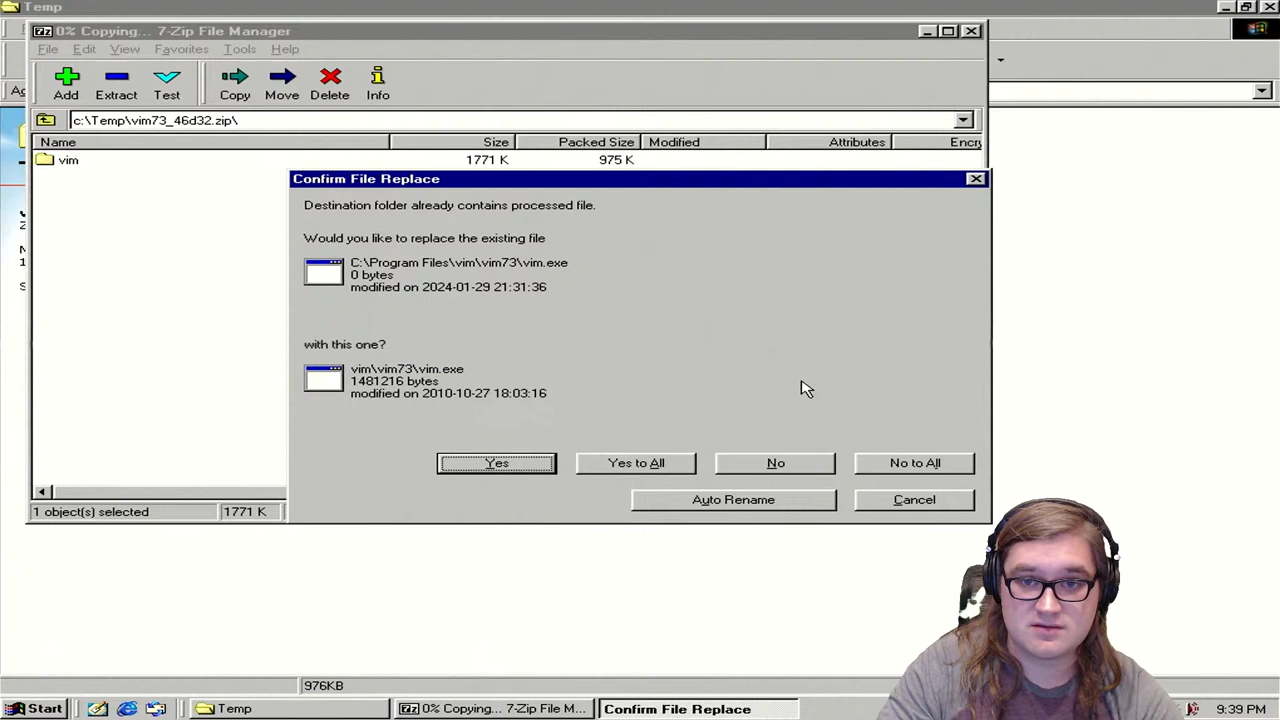 Temp
0% Copying... 7-Zip File Manager
File Edit View Favorites Tools Help
Add Extract Test Copy Move Delete Info
c:\Temp\vim73_46d32.zip\
Name Size Packed Size Modified Attributes Encry
vim 1771 K 975 K
Confirm File Replace
Destination folder already contains processed file.
Would you like to replace the existing file
C:\Program Files\vim\vim73\vim.exe
0 bytes
modified on 2024-01-29 21:31:36
with this one?
vim\vim73\vim.exe
1481216 bytes
modified on 2010-10-27 18:03:16
Yes Yes to All No No to All
Auto Rename Cancel
1 object(s) selected 1771 K
976KB
Start Temp 0% Copying... 7-Zip File M... Confirm File Replace 9:39 PM